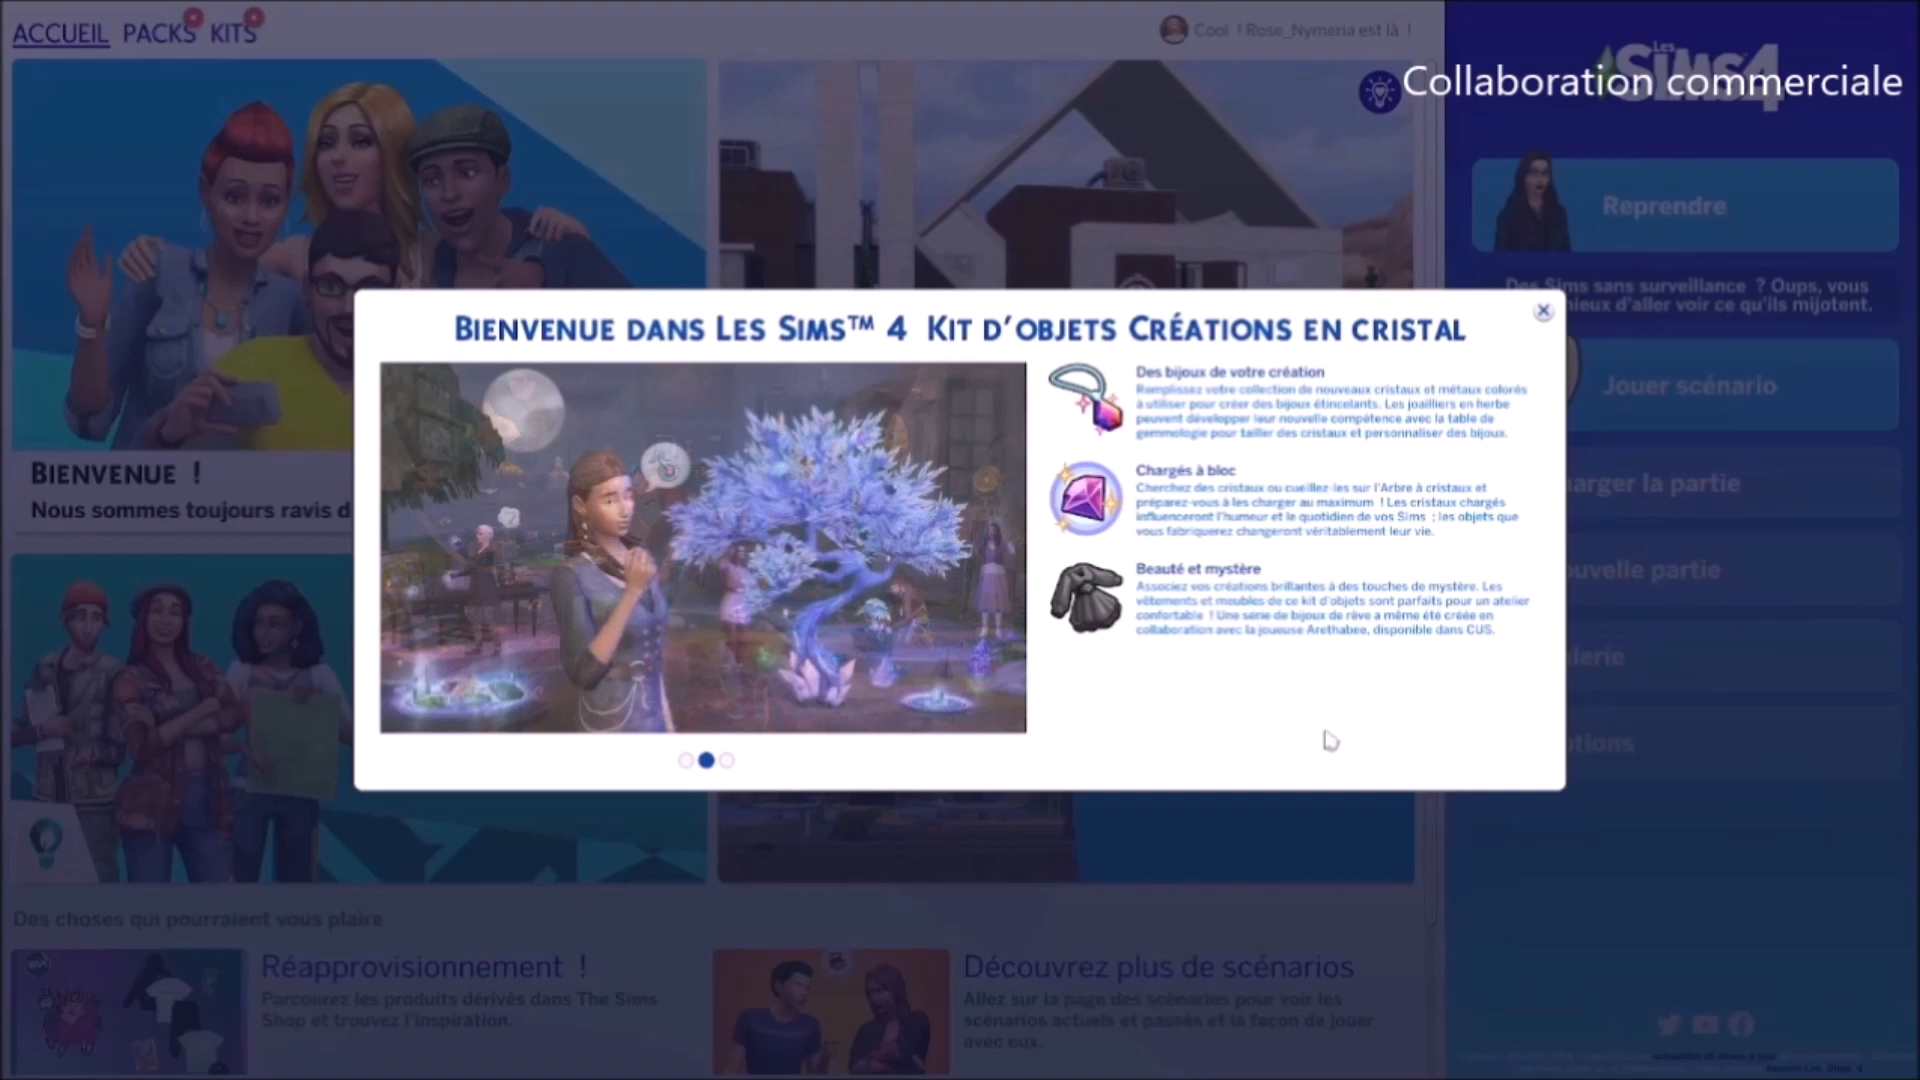 ACCUEIL PACKS KITS
Cool ! Rose_Nymeria est là !
Les
SIMS 4
Collaboration commerciale
Reprendre
Des Sims sans surveillance ? Oups, vous
mieux d'aller voir ce qu'ils mijotent.
Jouer scénario
arger la partie
uvelle partie
lerie
tions
BIENVENUE DANS LES SIMS™ 4 KIT D'OBJETS CRÉATIONS EN CRISTAL
Des bijoux de votre création
Remplissez votre collection de nouveaux cristaux et métaux colorés
à utiliser pour créer des bijoux étincelants. Les joailliers en herbe
peuvent développer leur nouvelle compétence avec la table de
gemmologie pour tailler des cristaux et personnaliser des bijoux.
Chargés à bloc
Cherchez des cristaux ou cueillez-les sur l'Arbre à cristaux et
préparez-vous à les charger au maximum ! Les cristaux chargés
influenceront l'humeur et le quotidien de vos Sims ; les objets que
vous fabriquerez changeront véritablement leur vie.
Beauté et mystère
Associez vos créations brillantes à des touches de mystère. Les
vêtements et meubles de ce kit d'objets sont parfaits pour un atelier
confortable ! Une série de bijoux de rêve a même été créée en
collaboration avec la joueuse Arethabee, disponible dans CUS.
BIENVENUE !
Nous sommes toujours ravis d
Des choses qui pourraient vous plaire
Réapprovisionnement !
Parcourez les produits dérivés dans The Sims
Shop et trouvez l'inspiration.
Découvrez plus de scénarios
Allez sur la page des scénarios pour voir les
scénarios actuels et passés et la façon de jouer
avec eux.